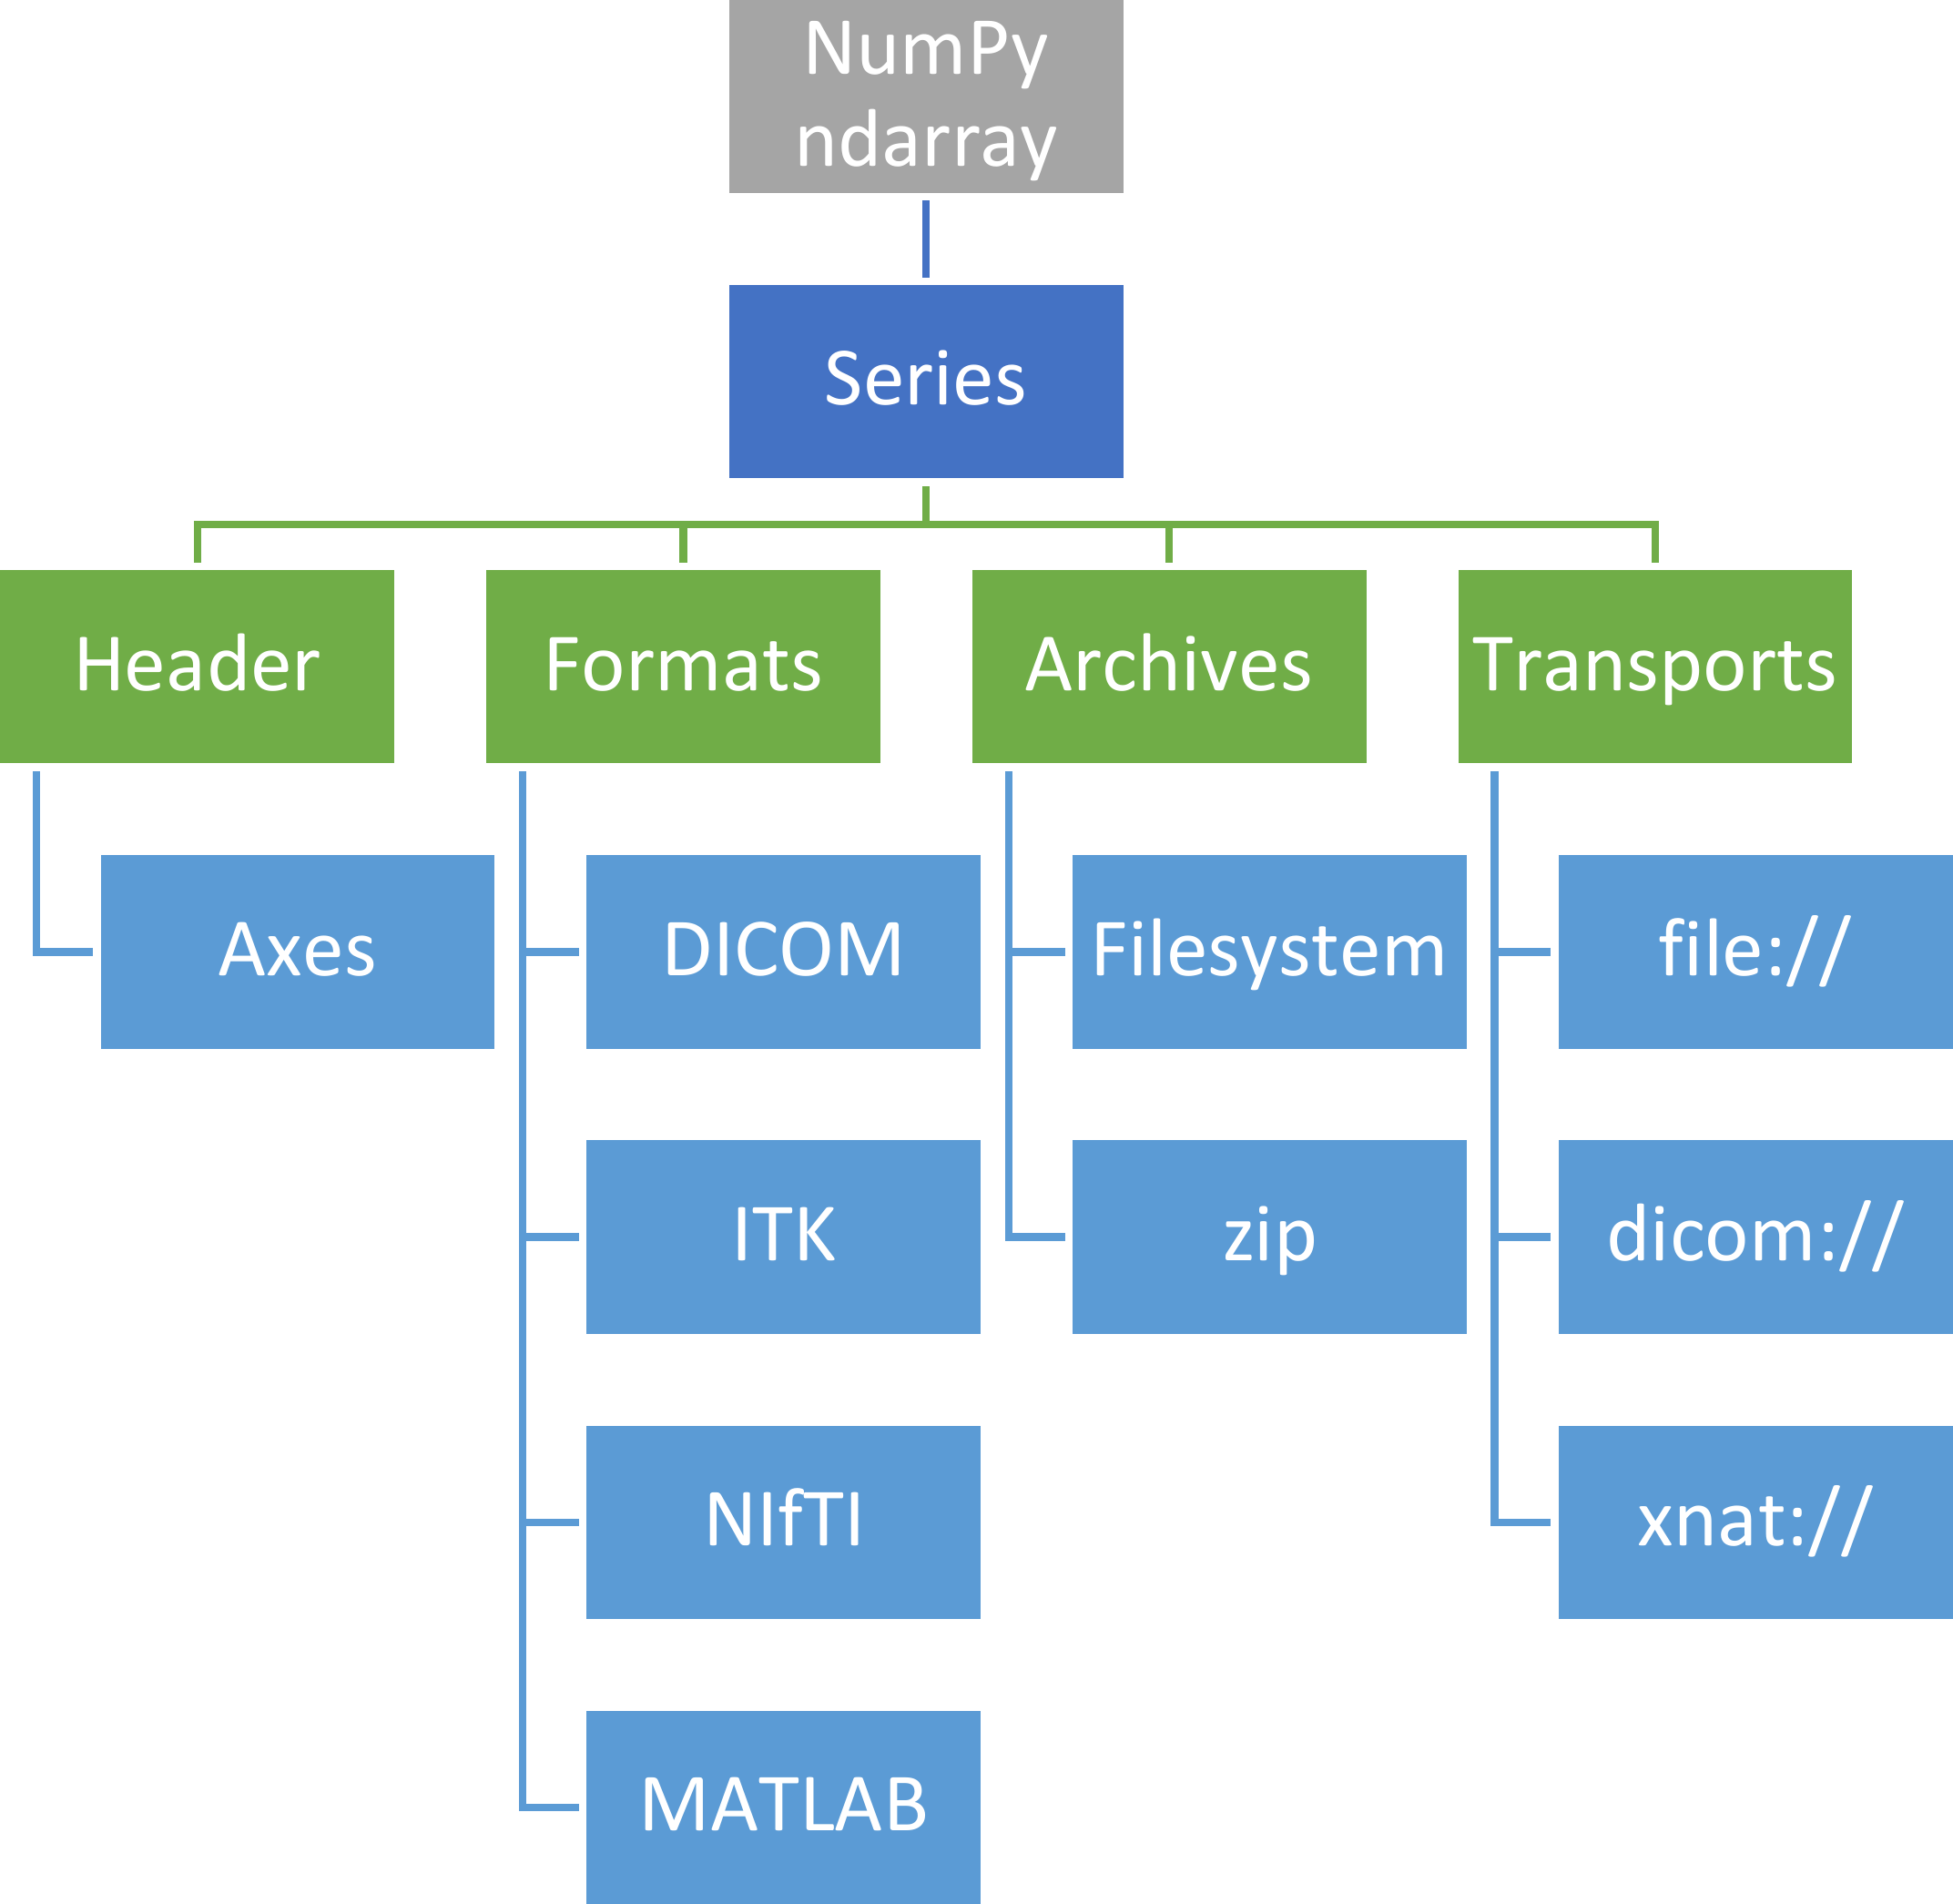 NumPy
ndarray
Series
Header
Formats
Archives
Transports
Axes
DICOM
Filesystem
file://
ITK
zip
dicom://
NIfTI
xnat://
MATLAB